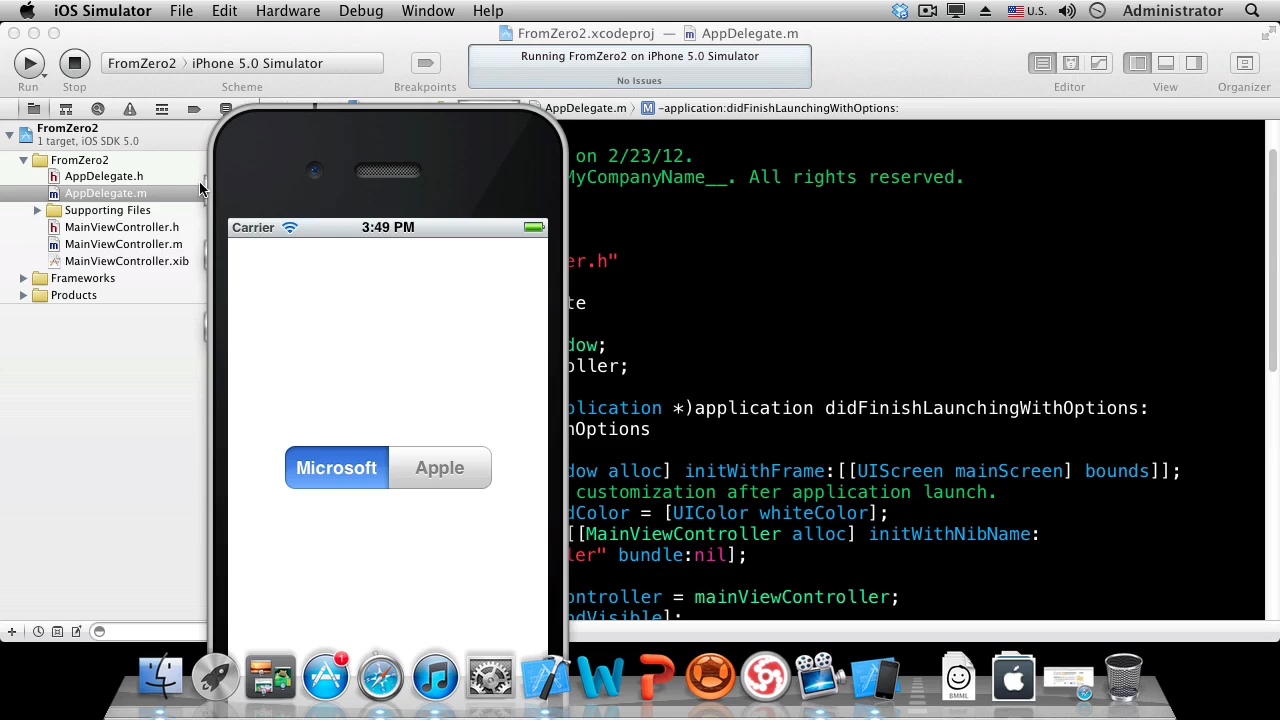 iOS Simulator File Edit Hardware Debug Window Help U.S. Administrator
FromZero2.xcodeproj — AppDelegate.m
FromZero2 iPhone 5.0 Simulator
Running FromZero2 on iPhone 5.0 Simulator
No Issues
Run Stop Scheme Breakpoints Editor View Organizer
AppDelegate.m -application:didFinishLaunchingWithOptions:
FromZero2
1 target, iOS SDK 5.0
FromZero2
AppDelegate.h
AppDelegate.m
Supporting Files
MainViewController.h
MainViewController.m
MainViewController.xib
Frameworks
Products
Carrier 3:49 PM
Microsoft Apple
on 2/23/12.
MyCompanyName__. All rights reserved.
er.h"
te
dow;
oller;
plication *)application didFinishLaunchingWithOptions:
nOptions
dow alloc] initWithFrame:[[UIScreen mainScreen] bounds]];
customization after application launch.
dColor = [UIColor whiteColor];
[[MainViewController alloc] initWithNibName:
ler" bundle:nil];
ontroller = mainViewController;
ndVisible];
1
BMML